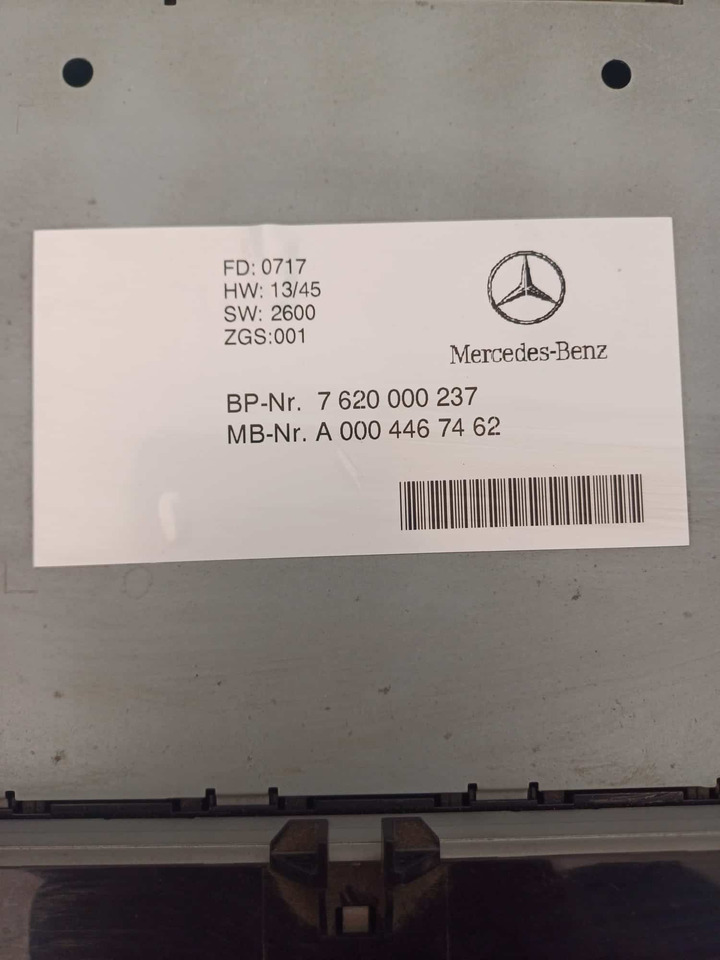 FD: 0717
HW: 13/45
SW: 2600
ZGS:001
Mercedes-Benz
BP-Nr. 7 620 000 237
MB-Nr. A 000 446 74 62